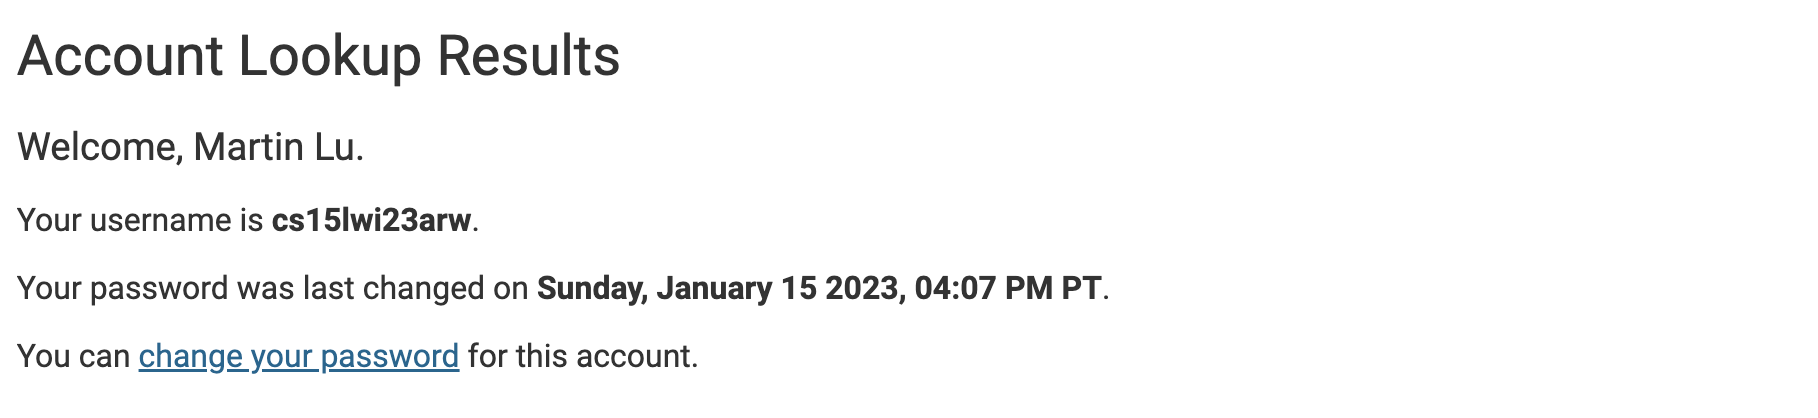 Account Lookup Results
Welcome, Martin Lu.
Your username is cs15lwi23arw.
Your password was last changed on Sunday, January 15 2023, 04:07 PM PT.
You can change your password for this account.